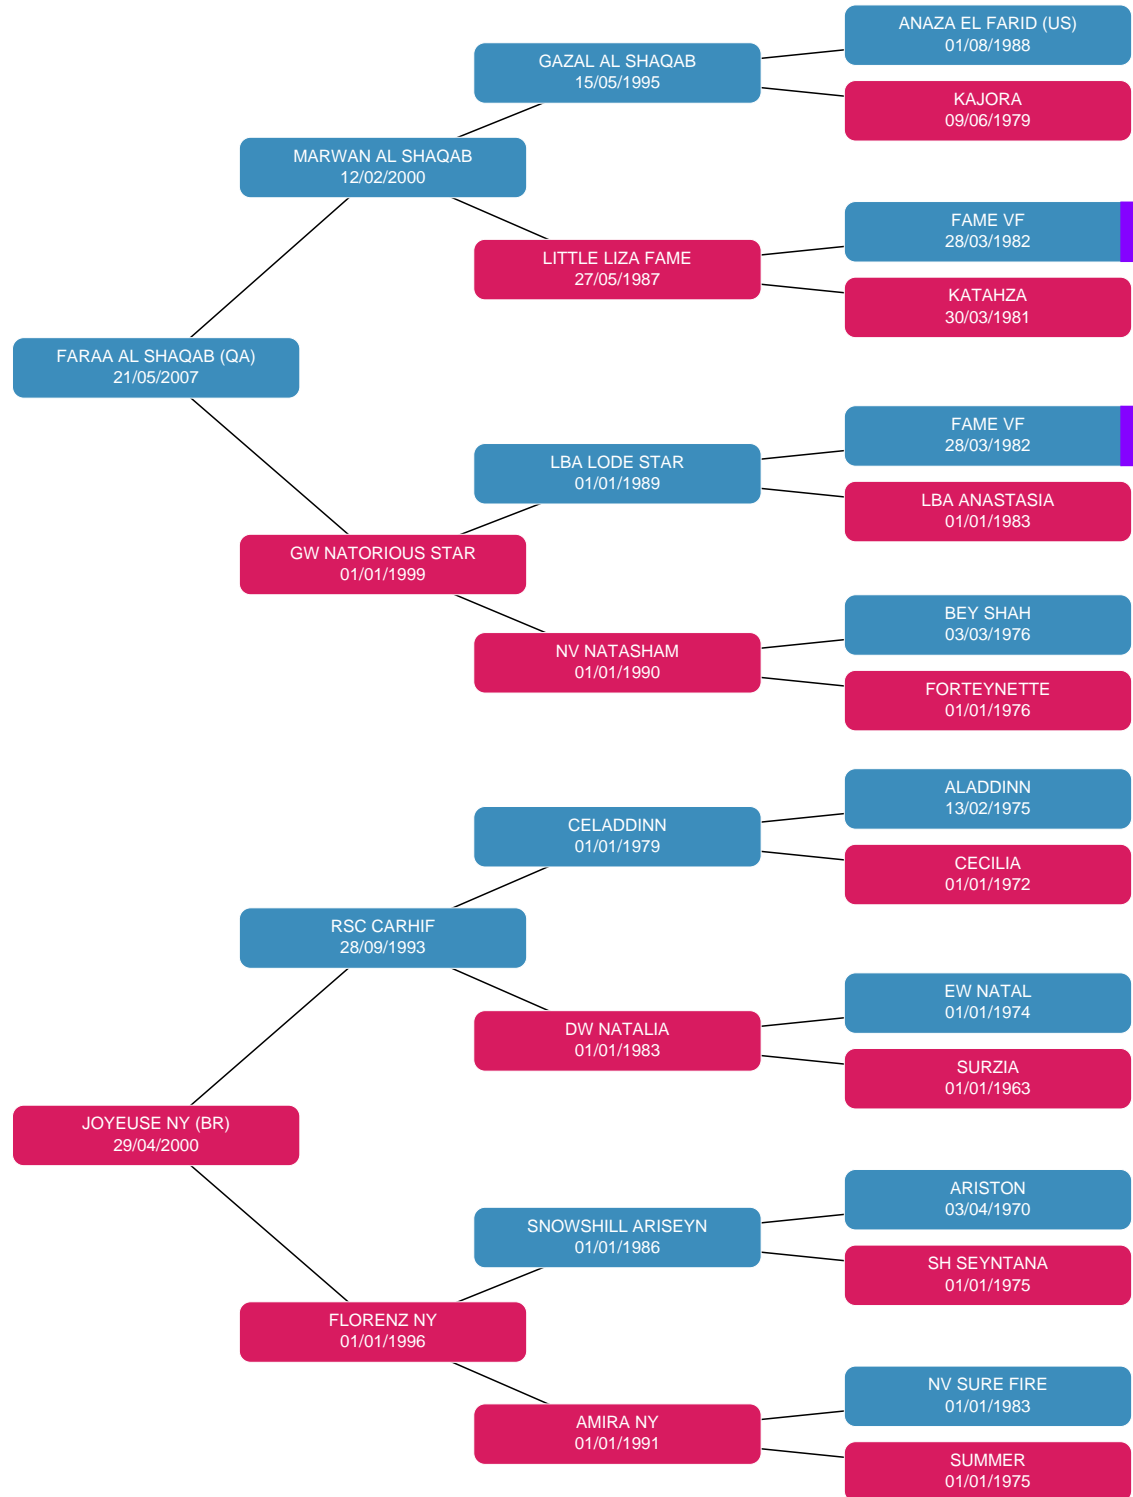 ANAZA EL FARID (US)
01/08/1988
GAZAL AL SHAQAB
15/05/1995
KAJORA
09/06/1979
MARWAN AL SHAQAB
12/02/2000
FAME VF
28/03/1982
LITTLE LIZA FAME
27/05/1987
KATAHZA
30/03/1981
FARAA AL SHAQAB (QA)
21/05/2007
FAME VF
28/03/1982
LBA LODE STAR
01/01/1989
LBA ANASTASIA
01/01/1983
GW NATORIOUS STAR
01/01/1999
BEY SHAH
03/03/1976
NV NATASHAM
01/01/1990
FORTEYNETTE
01/01/1976
ALADDINN
13/02/1975
CELADDINN
01/01/1979
CECILIA
01/01/1972
RSC CARHIF
28/09/1993
EW NATAL
01/01/1974
DW NATALIA
01/01/1983
SURZIA
01/01/1963
JOYEUSE NY (BR)
29/04/2000
ARISTON
03/04/1970
SNOWSHILL ARISEYN
01/01/1986
SH SEYNTANA
01/01/1975
FLORENZ NY
01/01/1996
NV SURE FIRE
01/01/1983
AMIRA NY
01/01/1991
SUMMER
01/01/1975